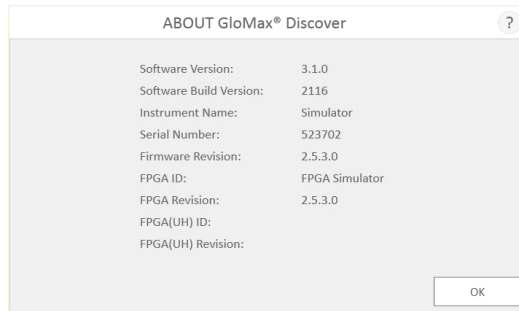 ABOUT GloMax® Discover
?
Software Version: 3.1.0
Software Build Version: 2116
Instrument Name: Simulator
Serial Number: 523702
Firmware Revision: 2.5.3.0
FPGA ID: FPGA Simulator
FPGA Revision: 2.5.3.0
FPGA(UH) ID:
FPGA(UH) Revision:
OK